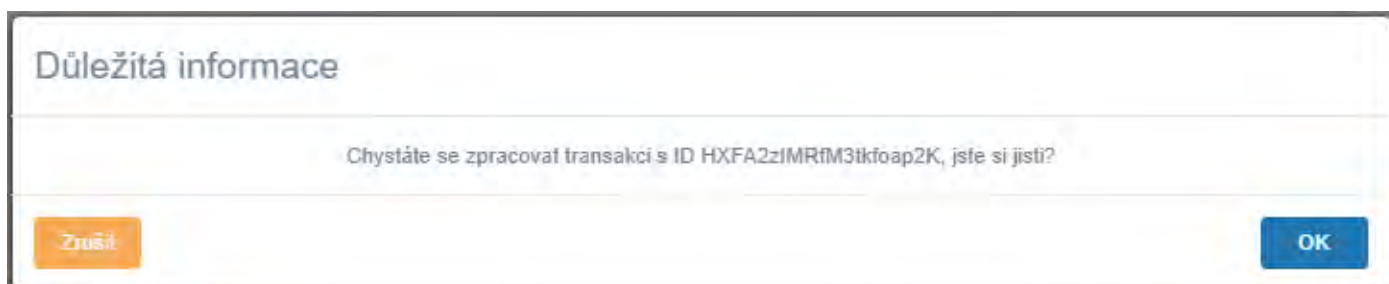 Důležitá informace
Chystáte se zpracovat transakci s ID HXFA2zIMRfM3tkfoap2K, jste si jisti?
Zrušit
OK